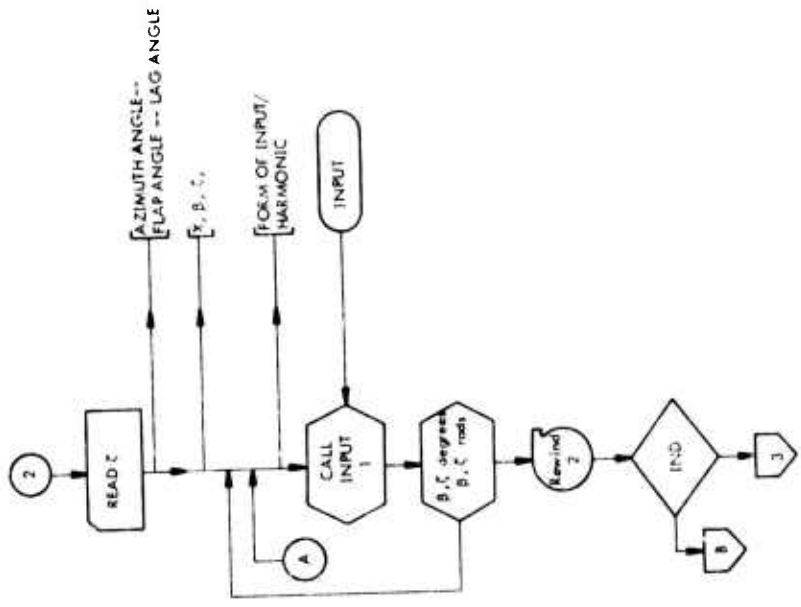 2
READ ζ
AZIMUTH ANGLE--
FLAP ANGLE -- LAG ANGLE
β, ζ,
FORM OF INPUT/
HARMONIC
A
CALL
INPUT
1
INPUT
β,ζ degrees
β, ζ rads
Rewind
2
IND
B
3